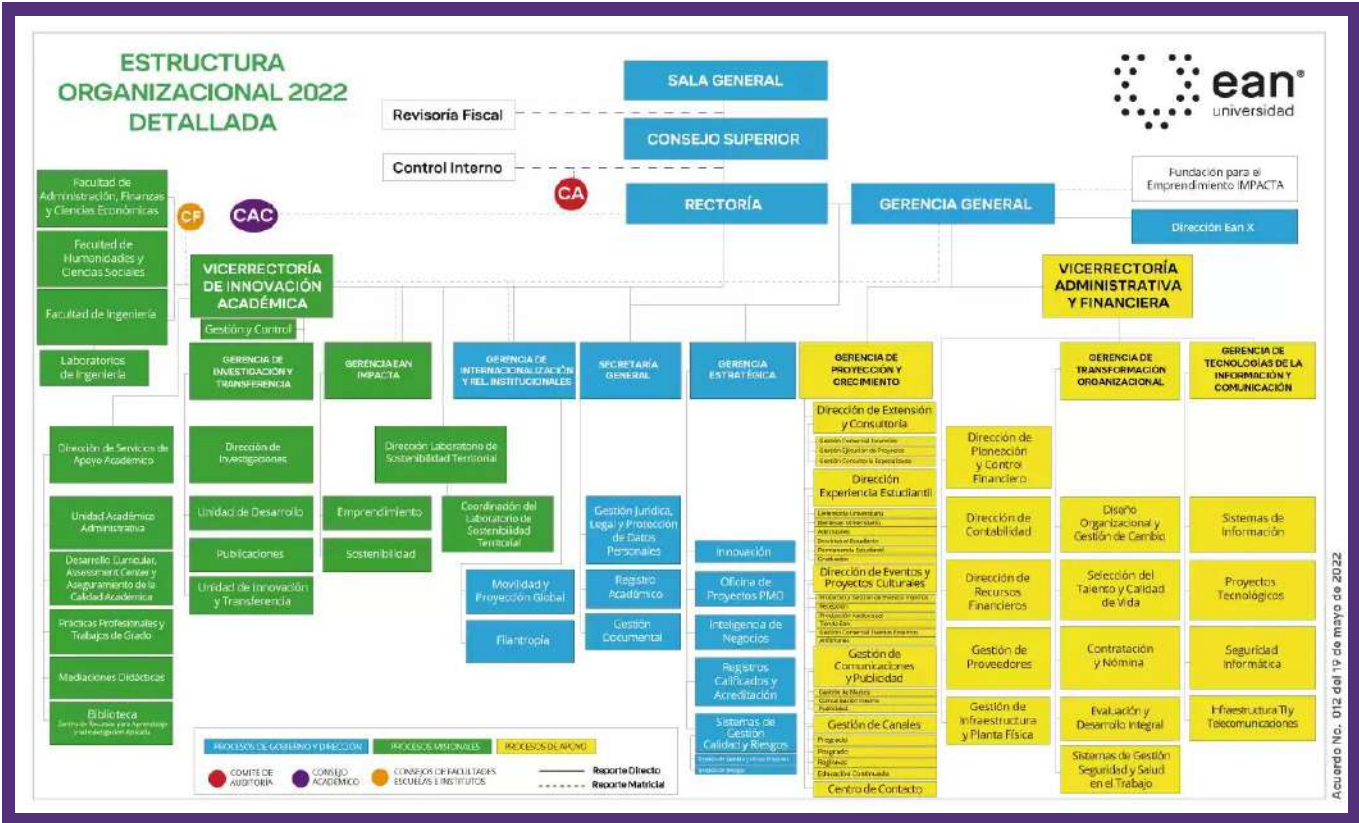 ESTRUCTURA
ORGANIZACIONAL 2022
DETALLADA
SALA GENERAL
Revisoría Fiscal
CONSEJO SUPERIOR
Control Interno
CA
RECTORÍA
GERENCIA GENERAL
ean®
universidad
Fundación para el
Emprendimiento IMPACTA
Dirección Ean X
Facultad de
Administración, Finanzas
y Ciencias Económicas
CF
CAC
Facultad de
Humanidades y
Ciencias Sociales
Facultad de Ingeniería
Laboratorios
de Ingeniería
VICERRECTORÍA
DE INNOVACIÓN
ACADÉMICA
Gestión y Control
VICERRECTORÍA
ADMINISTRATIVA
Y FINANCIERA
GERENCIA DE
INVESTIGACIÓN Y
TRANSFERENCIA
GERENCIA EAN
IMPACTA
GERENCIA DE
INTERNACIONALIZACIÓN
Y REL. INSTITUCIONALES
SECRETARÍA
GENERAL
GERENCIA
ESTRATÉGICA
GERENCIA DE
PROYECCIÓN Y
CRECIMIENTO
GERENCIA DE
TRANSFORMACIÓN
ORGANIZACIONAL
GERENCIA DE
TECNOLOGÍAS DE LA
INFORMACIÓN Y
COMUNICACIÓN
Dirección de Servicios de
Apoyo Académico
Unidad Académica
Administrativa
Desarrollo Curricular,
Assessment Center y
Aseguramiento de la
Calidad Académica
Prácticas Profesionales y
Trabajos de Grado
Mediaciones Didácticas
Biblioteca
Dirección de
Investigaciones
Unidad de Desarrollo
Publicaciones
Unidad de Innovación
y Transferencia
Dirección Laboratorio de
Sostenibilidad Territorial
Emprendimiento
Sostenibilidad
Coordinación del
Laboratorio de
Sostenibilidad
Territorial
Movilidad y
Proyección Global
Filantropía
Gestión Jurídica,
Legal y Protección
de Datos
Personales
Registro
Académico
Gestión
Documental
Innovación
Oficina de
Proyectos PMO
Inteligencia de
Negocios
Registros
Calificados y
Acreditación
Sistemas de
Gestión
Calidad y Riesgos
Dirección de Extensión
y Consultoría
Dirección
Experiencia Estudiantil
Permanencia Estudiantil
Graduados
Dirección de Eventos y
Proyectos Culturales
Gestión de
Comunicaciones
y Publicidad
Gestión de Canales
Pregrado
Posgrado
Regiones
Educación Continuada
Centro de Contacto
Dirección de
Planeación
y Control
Financiero
Dirección de
Contabilidad
Dirección de
Recursos
Financieros
Gestión de
Proveedores
Gestión de
Infraestructura
y Planta Física
Diseño
Organizacional y
Gestión de Cambio
Selección del
Talento y Calidad
de Vida
Contratación
y Nómina
Evaluación y
Desarrollo Integral
Sistemas de Gestión
Seguridad y Salud
en el Trabajo
Sistemas de
Información
Proyectos
Tecnológicos
Seguridad
Informática
Infraestructura TI y
Telecomunicaciones
PROCESOS DE GOBIERNO Y DIRECCIÓN
PROCESOS MISIONALES
PROCESOS DE APOYO
COMITÉ DE
AUDITORÍA
CONSEJO
ACADÉMICO
CONSEJOS DE FACULTADES
ESCUELAS E INSTITUTOS
Reporte Directo
Reporte Matricial
Acuerdo No. 012 del 19 de mayo de 2022